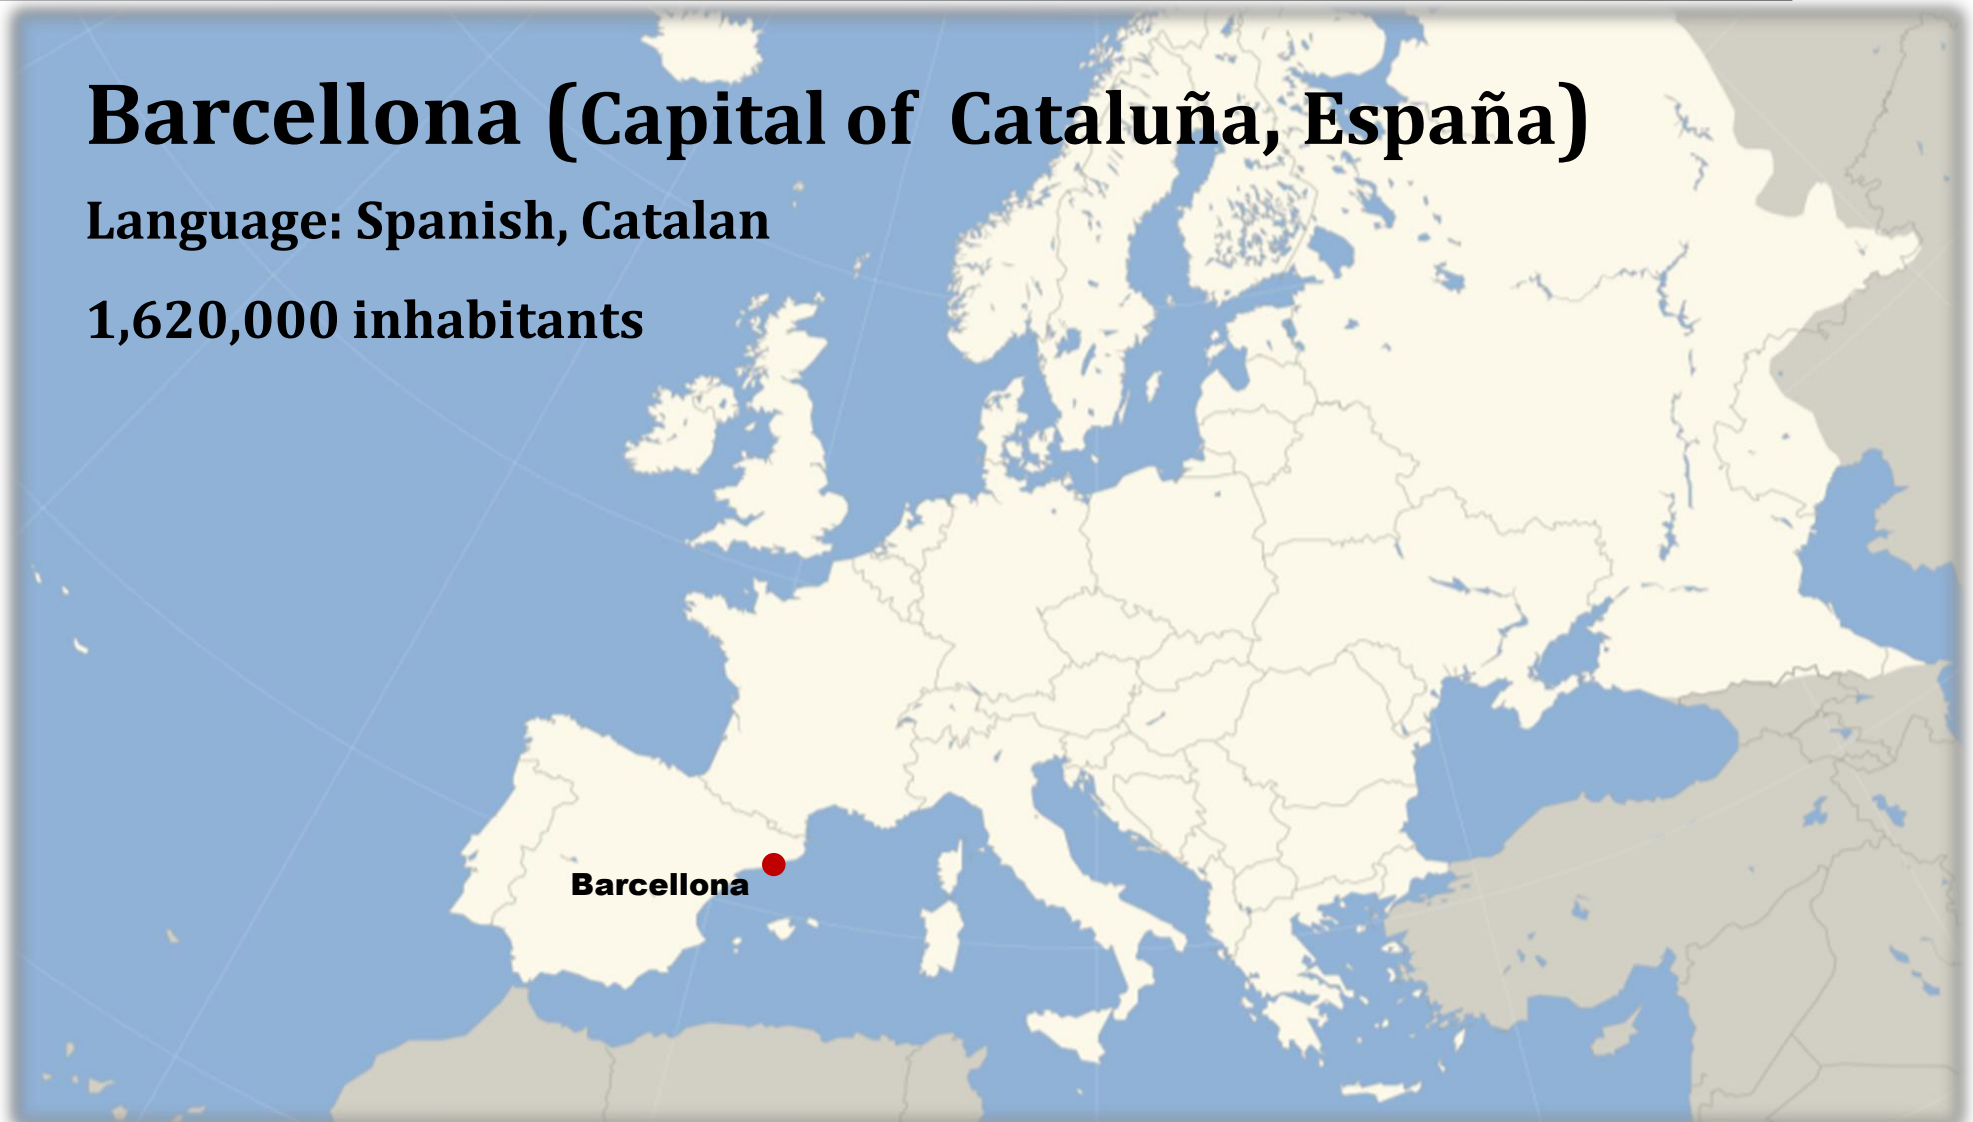 Barcellona (Capital of Cataluña, España)
Language: Spanish, Catalan
1,620,000 inhabitants
Barcellona